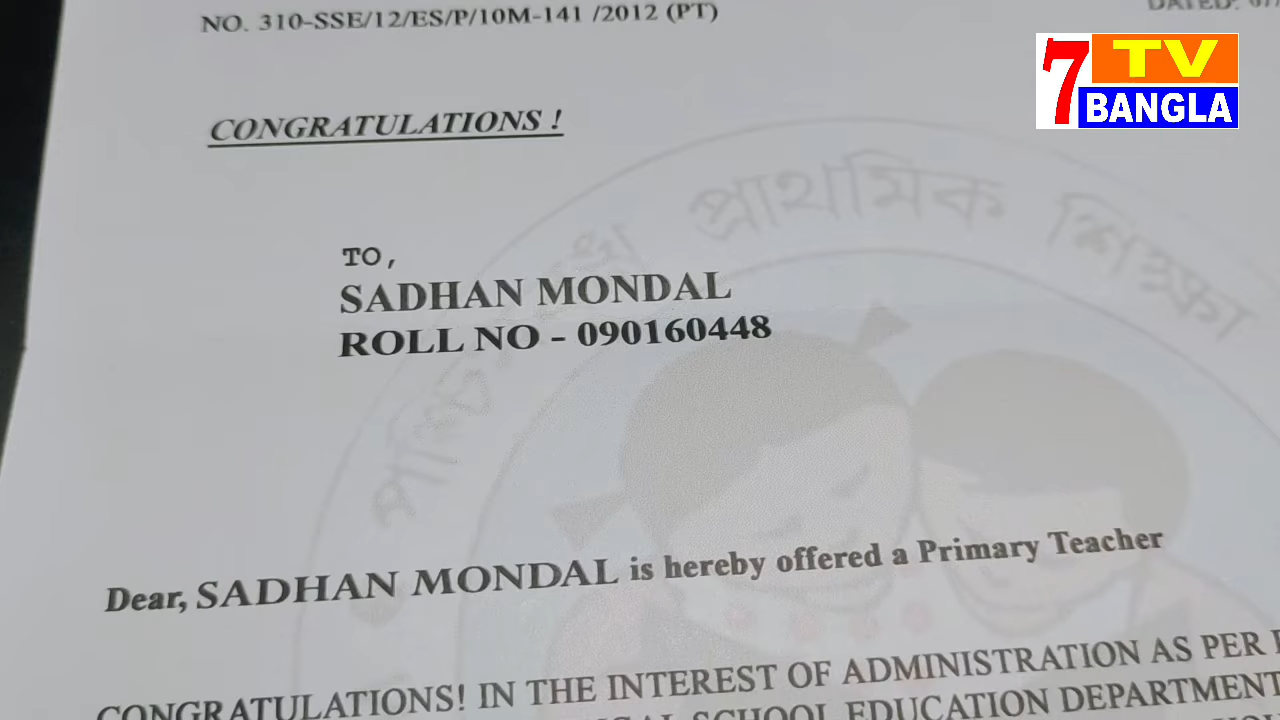 NO. 310-SSE/12/ES/P/10M-141 /2012 (PT)
DATED:
7 TV
BANGLA
CONGRATULATIONS !
প্রাথমিক শিক্ষা
TO,
SADHAN MONDAL
ROLL NO - 090160448
Dear, SADHAN MONDAL is hereby offered a Primary Teacher
CONGRATULATIONS! IN THE INTEREST OF ADMINISTRATION AS PER
SCHOOL EDUCATION DEPARTMENT